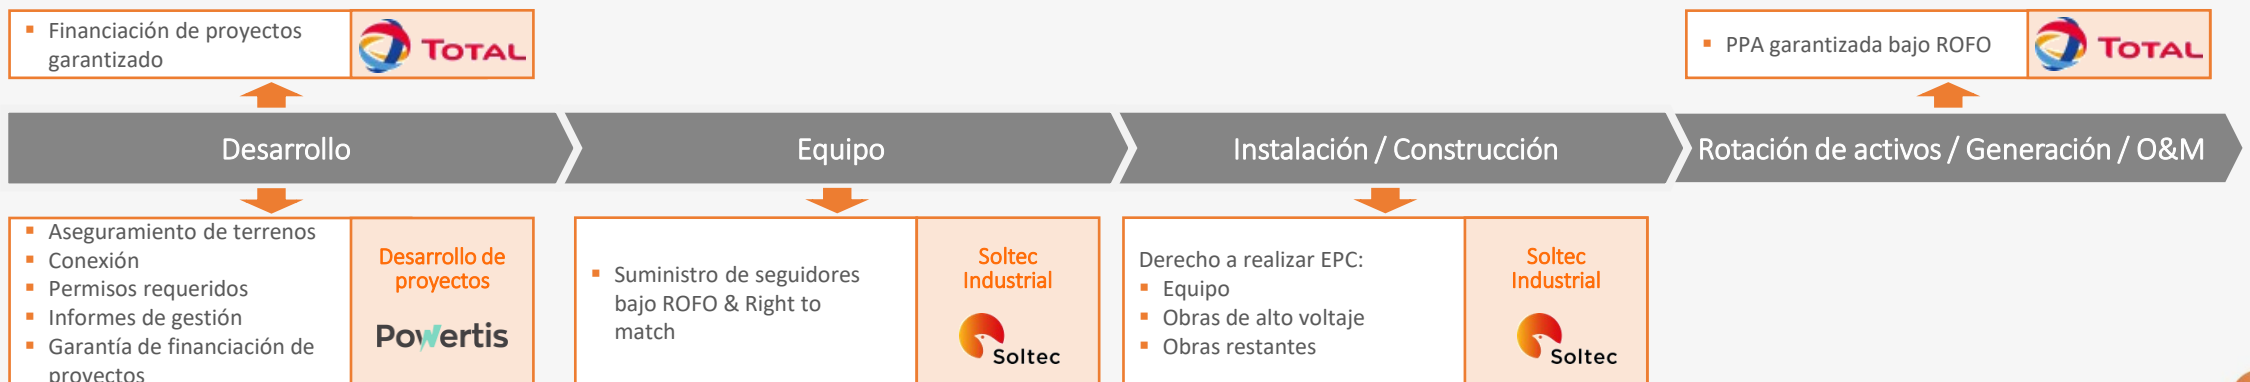 ▪ Financiación de proyectos
garantizado
TOTAL
▪ PPA garantizada bajo ROFO
TOTAL
Desarrollo
Equipo
Instalación / Construcción
Rotación de activos / Generación / O&M
▪ Aseguramiento de terrenos
▪ Conexión
▪ Permisos requeridos
▪ Informes de gestión
▪ Garantía de financiación de
proyectos
Desarrollo de
proyectos
Powertis
▪ Suministro de seguidores
bajo ROFO & Right to
match
Soltec
Industrial
Soltec
Derecho a realizar EPC:
▪ Equipo
▪ Obras de alto voltaje
▪ Obras restantes
Soltec
Industrial
Soltec